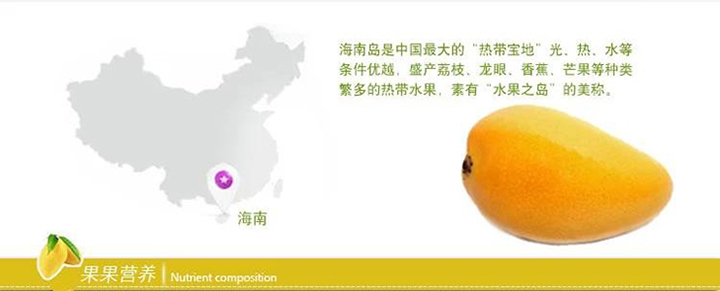 海南岛是中国最大的“热带宝地”光、热、水等
条件优越，盛产荔枝、龙眼、香蕉、芒果等种类
繁多的热带水果，素有“水果之岛”的美称。
海南
果果营养 | Nutrient composition